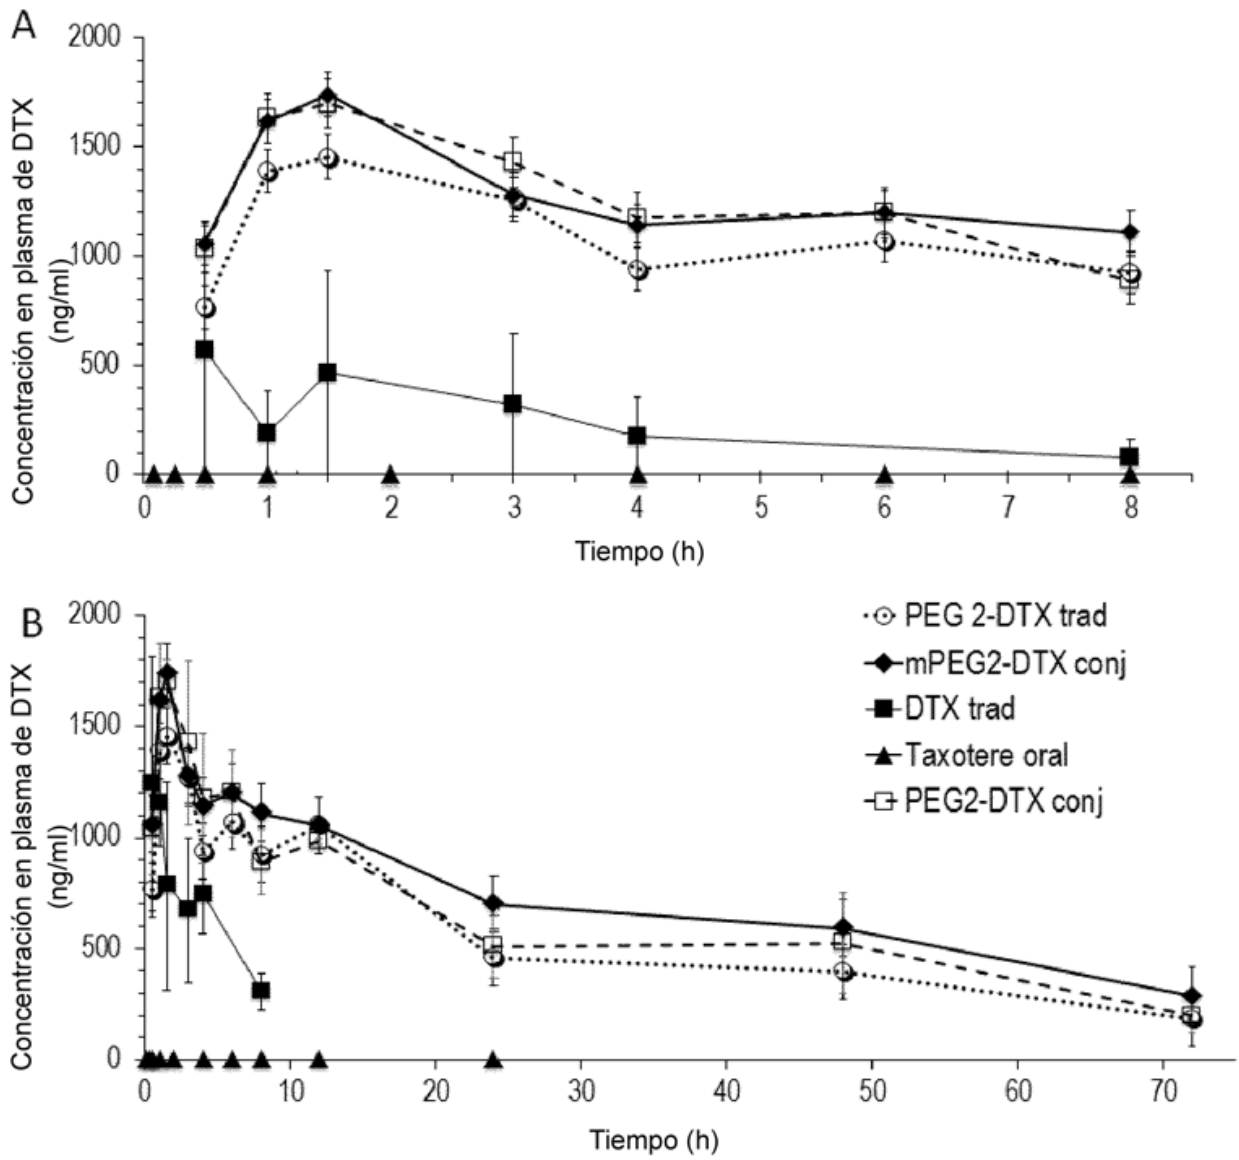 A
2000
1500
1000
500
0
Concentración en plasma de DTX
(ng/ml)
0 1 2 3 4 5 6 7 8
Tiempo (h)
B
2000
1500
1000
500
0
Concentración en plasma de DTX
(ng/ml)
PEG 2-DTX trad
mPEG2-DTX conj
DTX trad
Taxotere oral
PEG2-DTX conj
0 10 20 30 40 50 60 70
Tiempo (h)